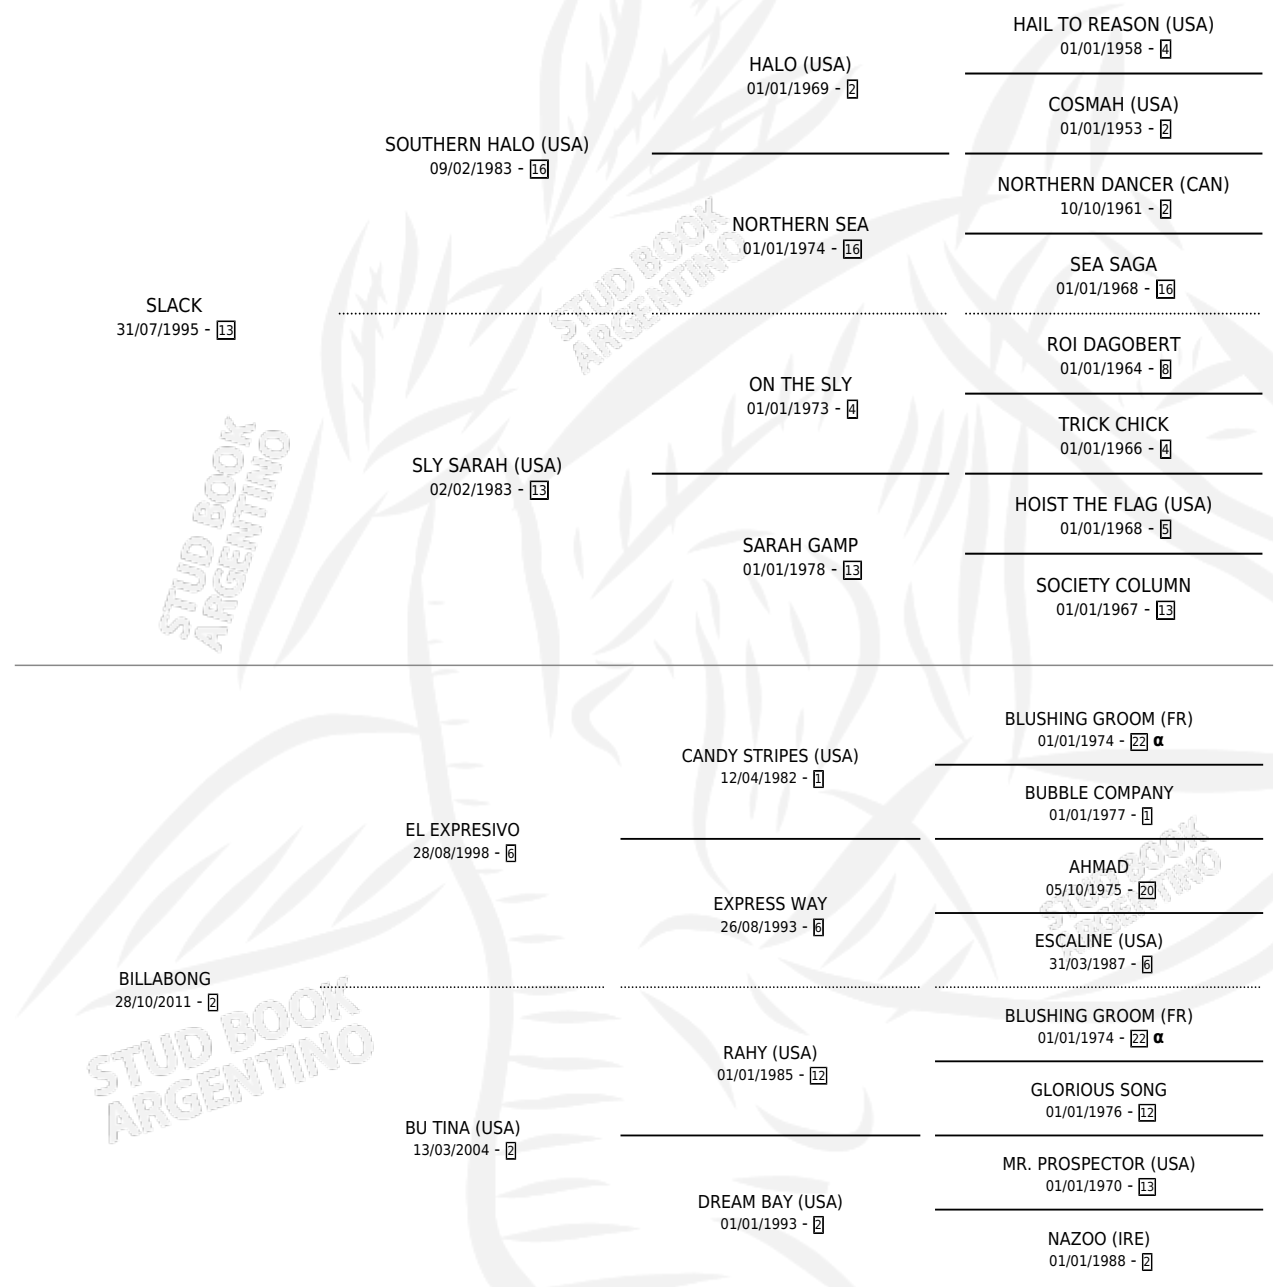 HAIL TO REASON (USA)
01/01/1958 - 4
HALO (USA)
01/01/1969 - 2
COSMAH (USA)
01/01/1953 - 2
SOUTHERN HALO (USA)
09/02/1983 - 16
NORTHERN DANCER (CAN)
10/10/1961 - 2
NORTHERN SEA
01/01/1974 - 16
SEA SAGA
01/01/1968 - 16
SLACK
31/07/1995 - 13
ROI DAGOBERT
01/01/1964 - 8
ON THE SLY
01/01/1973 - 4
TRICK CHICK
01/01/1966 - 4
SLY SARAH (USA)
02/02/1983 - 13
HOIST THE FLAG (USA)
01/01/1968 - 5
SARAH GAMP
01/01/1978 - 13
SOCIETY COLUMN
01/01/1967 - 13
BLUSHING GROOM (FR)
01/01/1974 - 22 α
CANDY STRIPES (USA)
12/04/1982 - 1
BUBBLE COMPANY
01/01/1977 - 1
EL EXPRESIVO
28/08/1998 - 6
AHMAD
05/10/1975 - 20
EXPRESS WAY
26/08/1993 - 6
ESCALINE (USA)
31/03/1987 - 6
BILLABONG
28/10/2011 - 2
BLUSHING GROOM (FR)
01/01/1974 - 22 α
RAHY (USA)
01/01/1985 - 12
GLORIOUS SONG
01/01/1976 - 12
BU TINA (USA)
13/03/2004 - 2
MR. PROSPECTOR (USA)
01/01/1970 - 13
DREAM BAY (USA)
01/01/1993 - 2
NAZOO (IRE)
01/01/1988 - 2
STUD BOOK
ARGENTINO
STUD BOOK
ARGENTINO
STUD BOOK
ARGENTINO
STUD BOOK
ARGENTINO